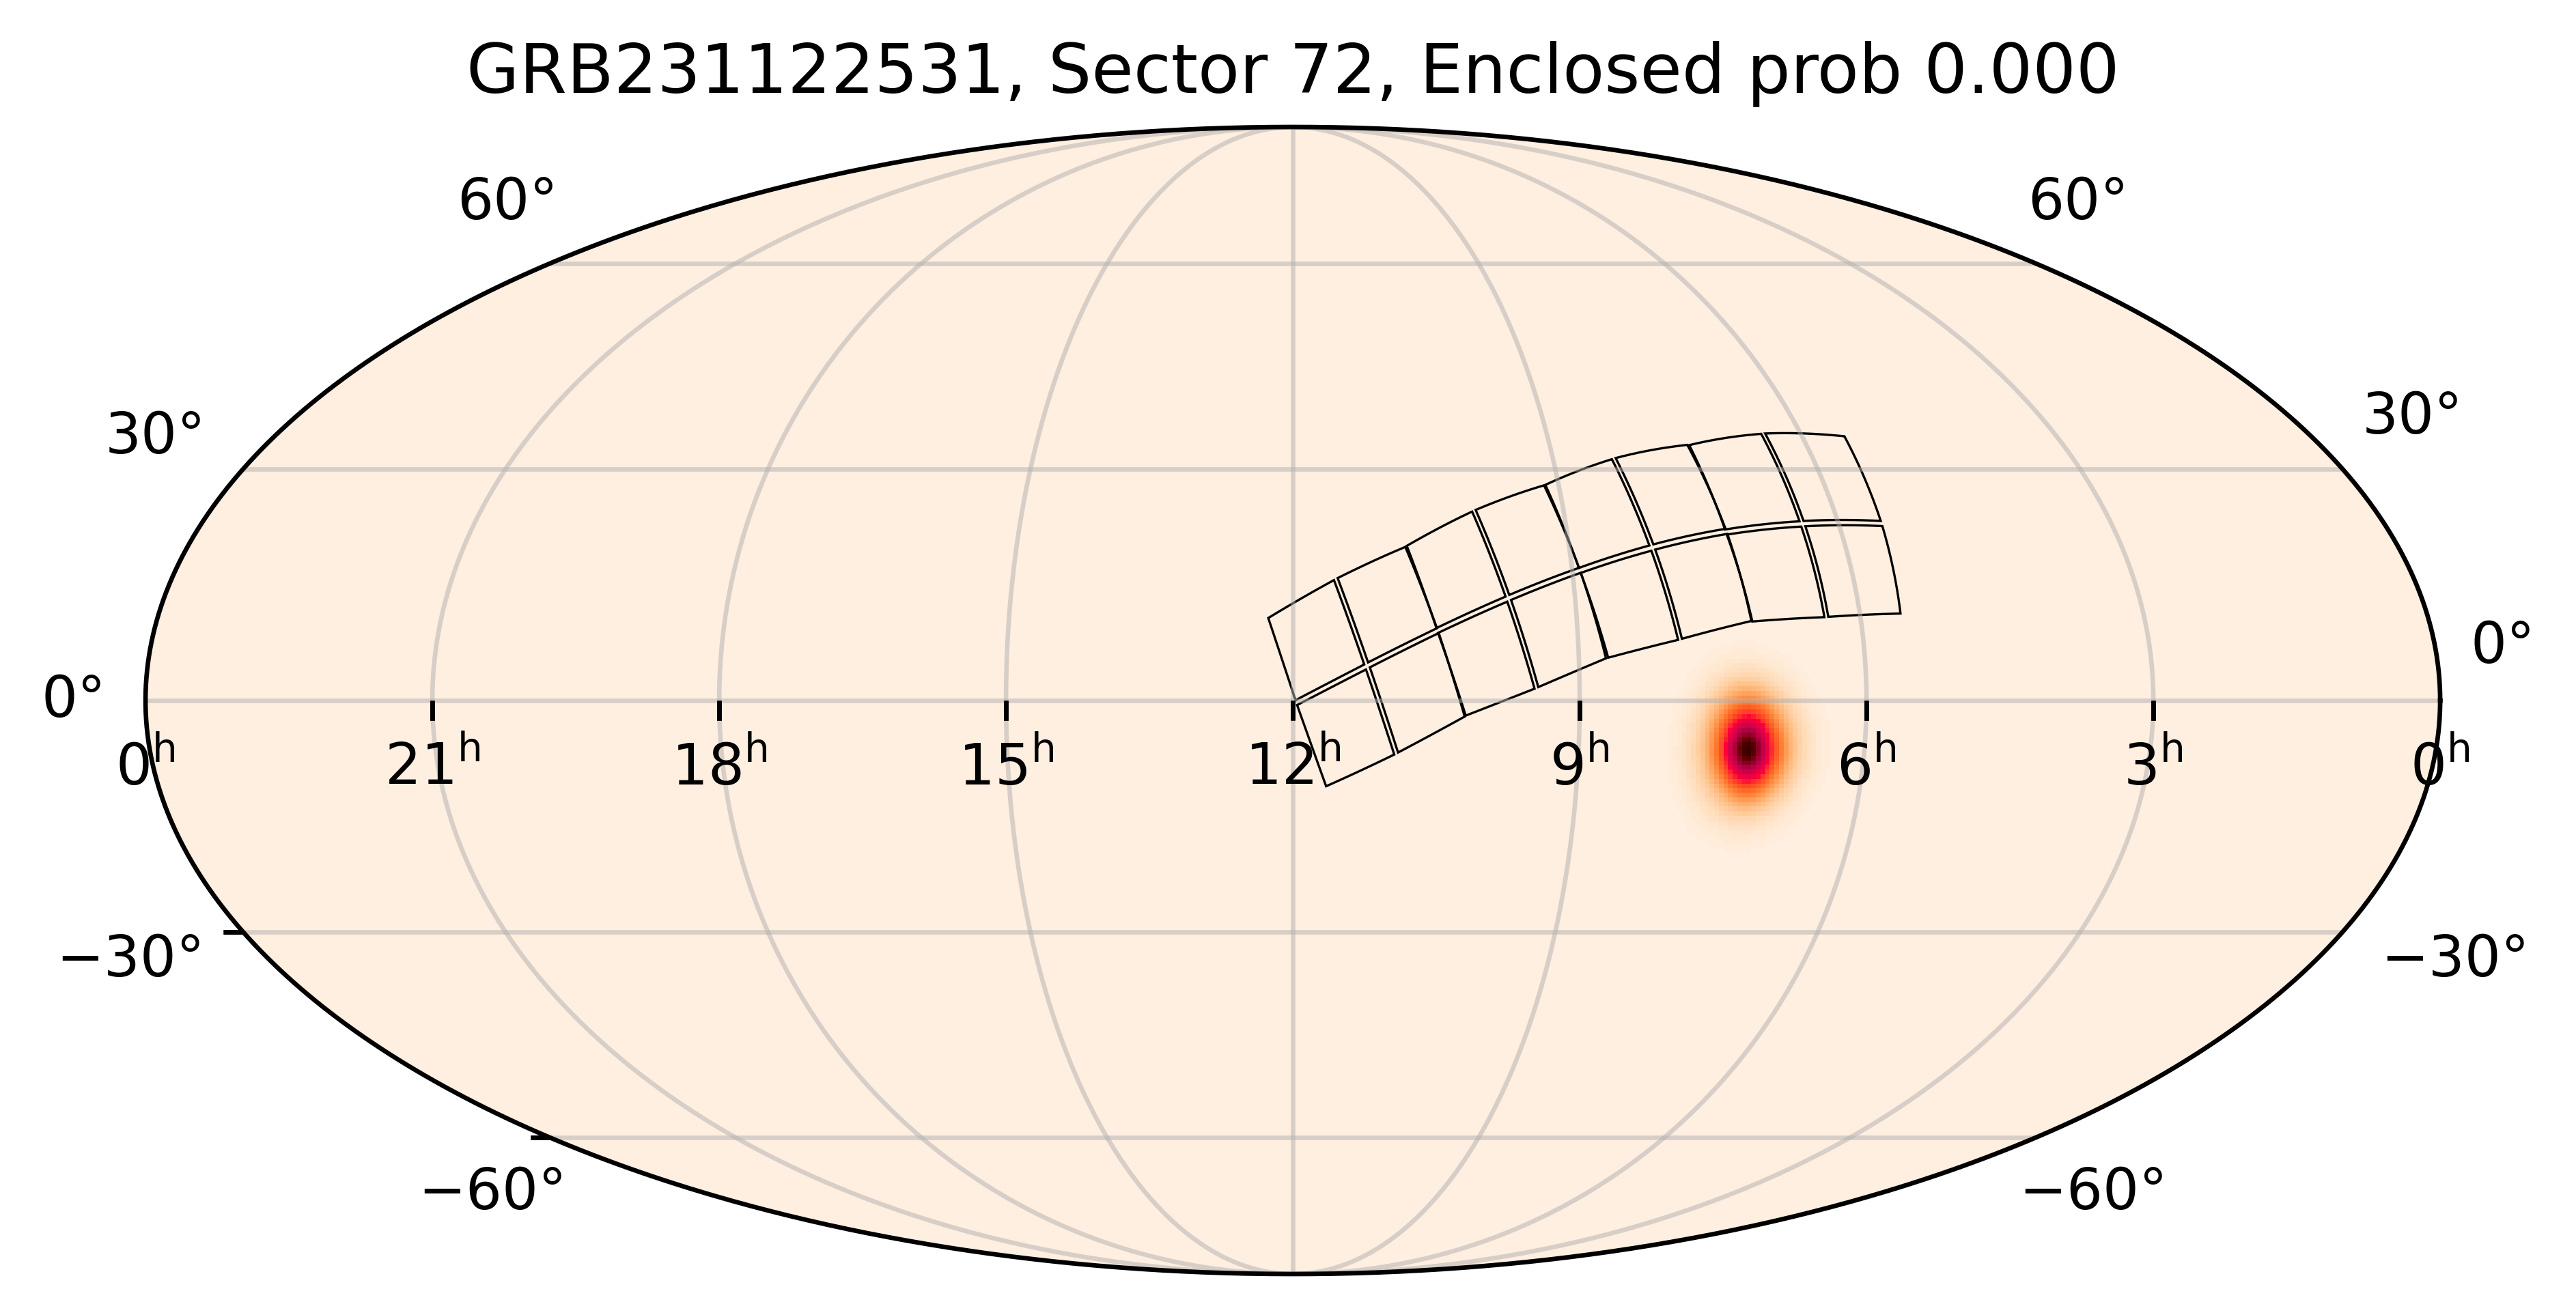 GRB231122531, Sector 72, Enclosed prob 0.000
60° 60°
30° 30°
0° 0°
0h 21h 18h 15h 12h 9h 6h 3h 0h
−30° −30°
−60° −60°